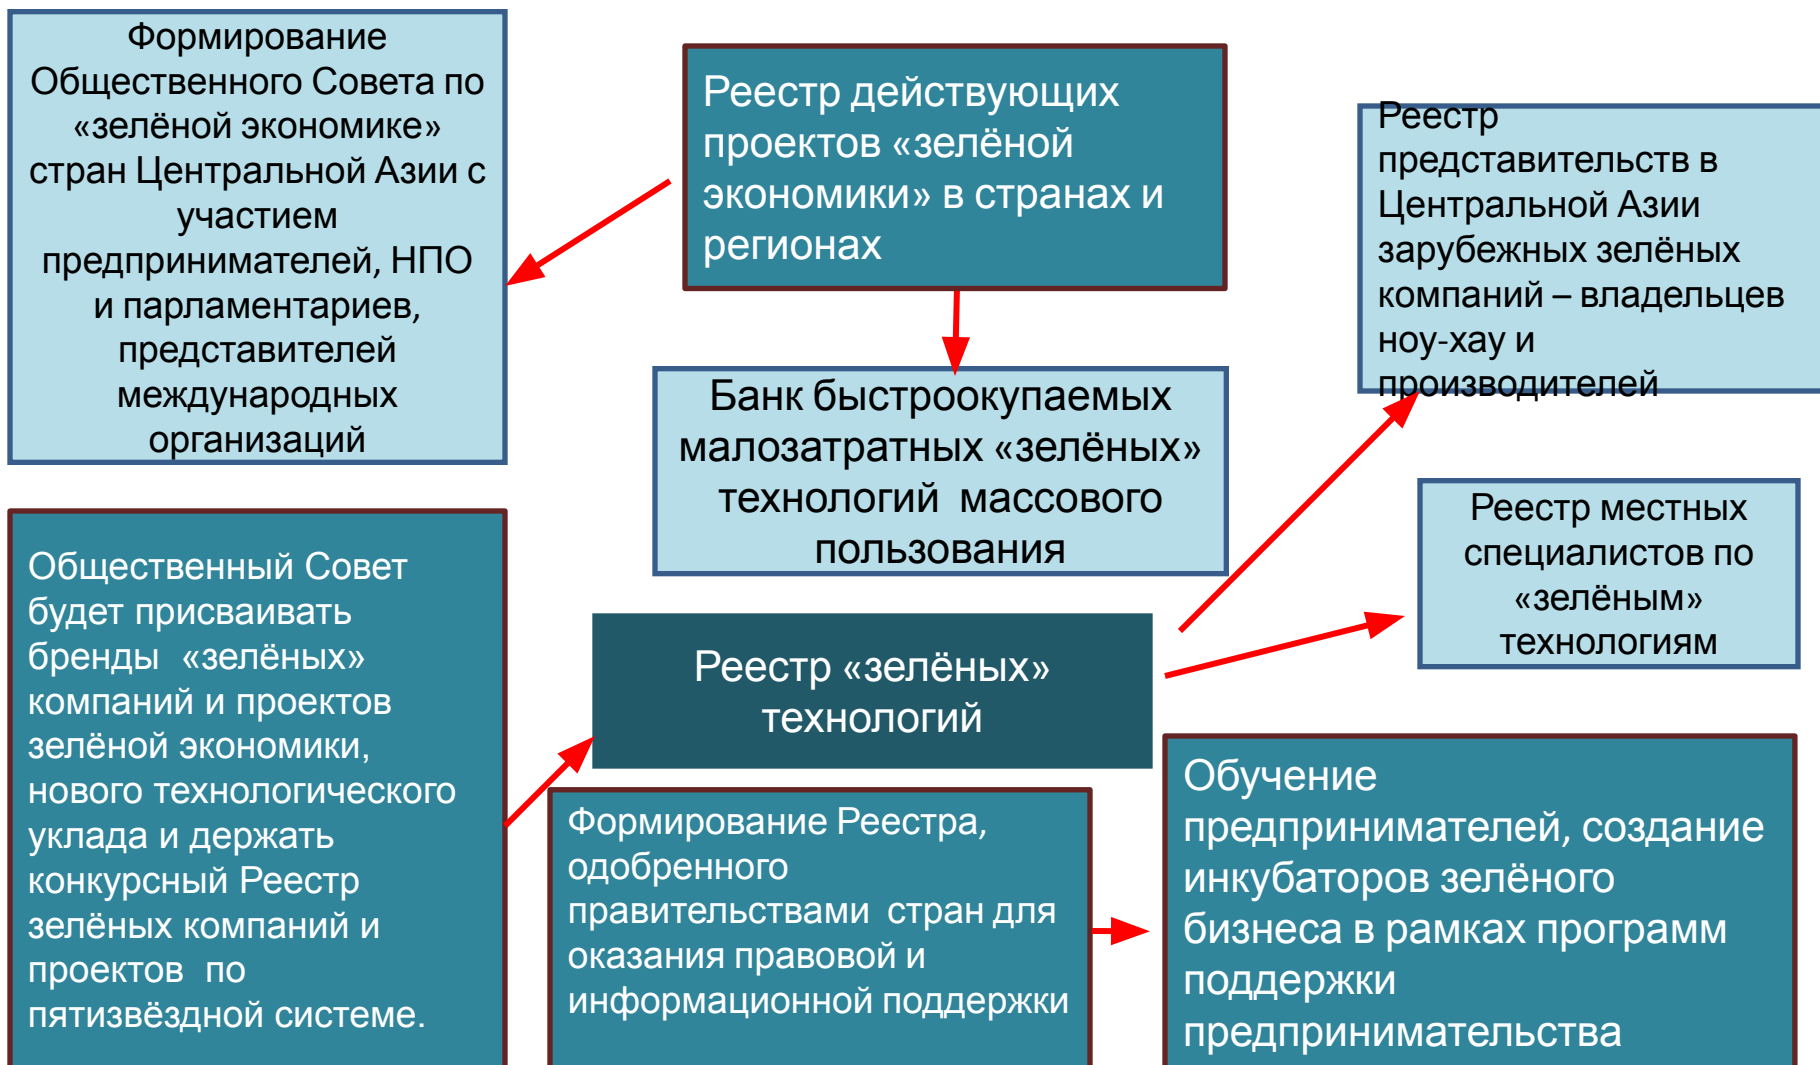 Формирование
Общественного Совета по
«зелёной экономике»
стран Центральной Азии с
участием
предпринимателей, НПО
и парламентариев,
представителей
международных
организаций
Реестр действующих
проектов «зелёной
экономики» в странах и
регионах
Реестр
представительств в
Центральной Азии
зарубежных зелёных
компаний – владельцев
ноу-хау и
производителей
Банк быстроокупаемых
малозатратных «зелёных»
технологий массового
пользования
Реестр местных
специалистов по
«зелёным»
технологиям
Общественный Совет
будет присваивать
бренды «зелёных»
компаний и проектов
зелёной экономики,
нового технологического
уклада и держать
конкурсный Реестр
зелёных компаний и
проектов по
пятизвёздной системе.
Реестр «зелёных»
технологий
Формирование Реестра,
одобренного
правительствами стран для
оказания правовой и
информационной поддержки
Обучение
предпринимателей, создание
инкубаторов зелёного
бизнеса в рамках программ
поддержки
предпринимательства